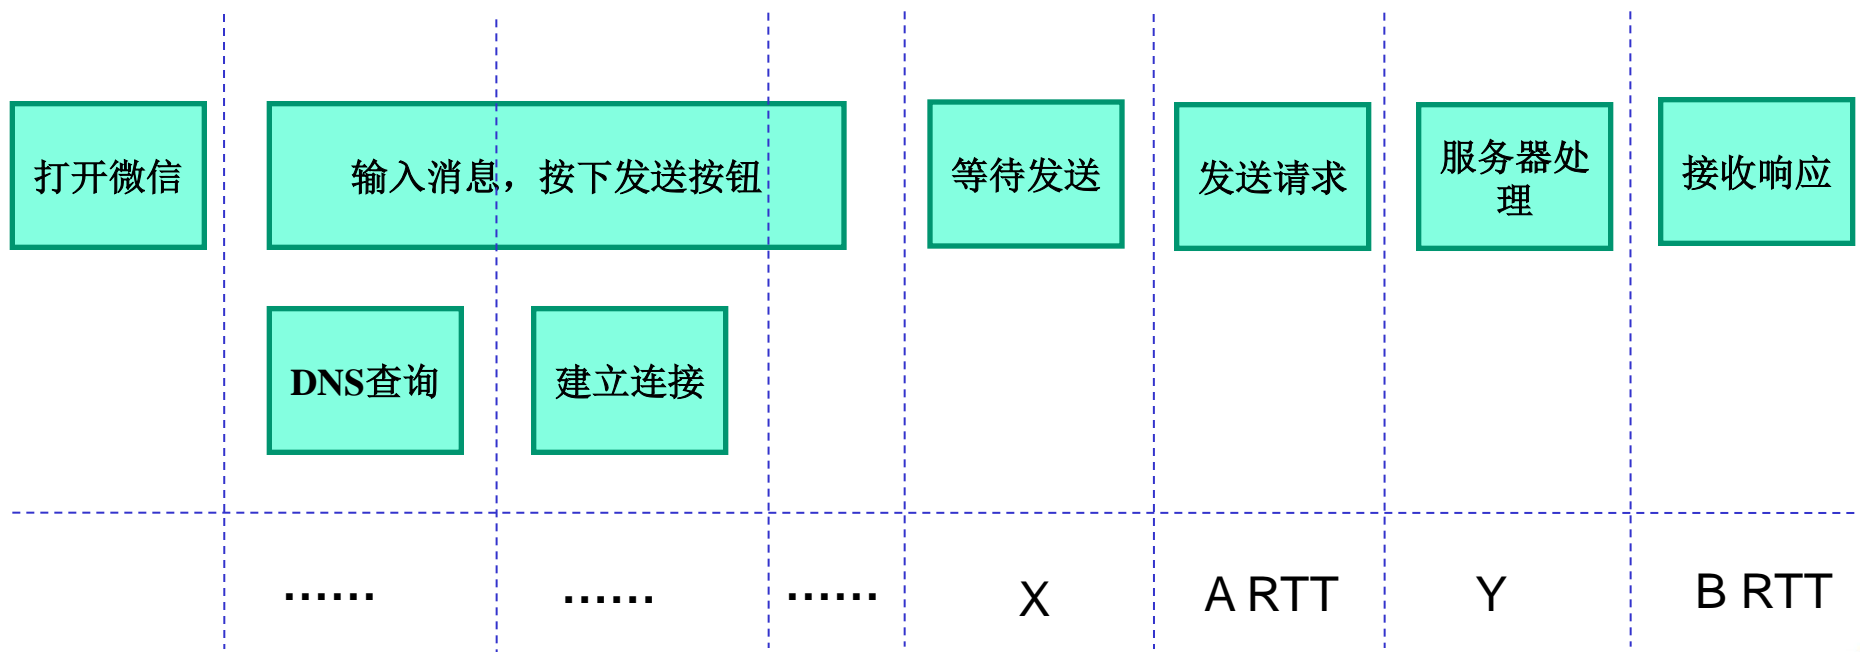 打开微信
输入消息，按下发送按钮
等待发送
发送请求
服务器处
理
接收响应
DNS查询
建立连接
......
......
......
X
A RTT
Y
B RTT